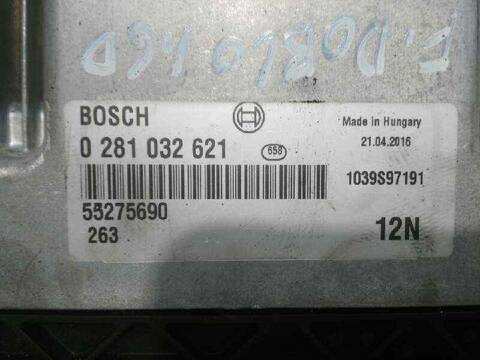 F. DOBLO 1.6D
BOSCH
Made in Hungary
0 281 032 621
658
21.04.2016
1039S97191
55275690
263
12N